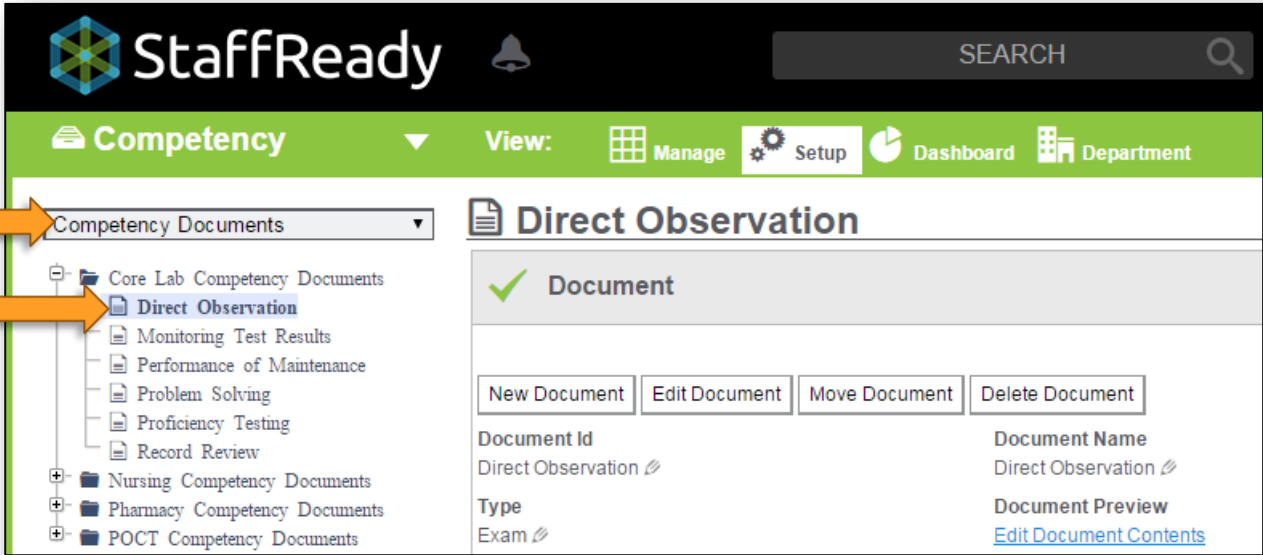 StaffReady
SEARCH
Competency
View:
Manage
Setup
Dashboard
Department
Competency Documents
Core Lab Competency Documents
Direct Observation
Monitoring Test Results
Performance of Maintenance
Problem Solving
Proficiency Testing
Record Review
Nursing Competency Documents
Pharmacy Competency Documents
POCT Competency Documents
Direct Observation
Document
New Document
Edit Document
Move Document
Delete Document
Document Id
Direct Observation
Document Name
Direct Observation
Type
Exam
Document Preview
Edit Document Contents